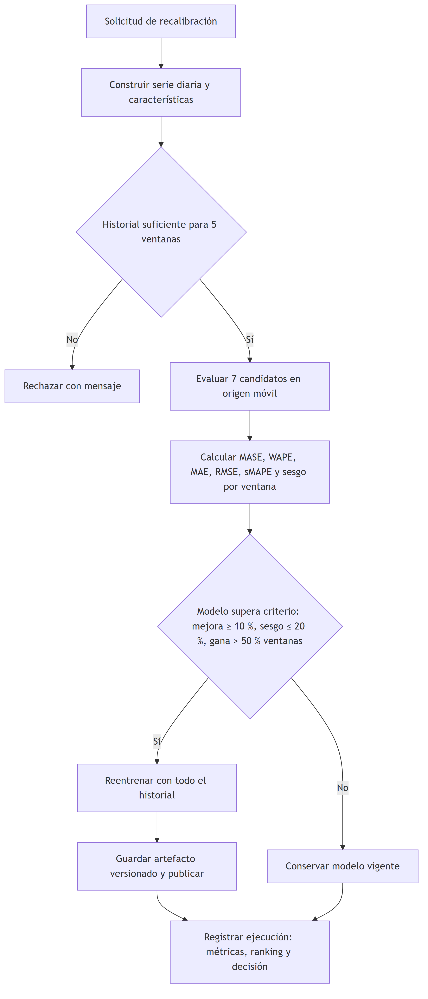 Solicitud de recalibración
Construir serie diaria y
características
Historial suficiente para 5
ventanas
No
Sí
Rechazar con mensaje
Evaluar 7 candidatos en
origen móvil
Calcular MASE, WAPE,
MAE, RMSE, sMAPE y sesgo
por ventana
Modelo supera criterio:
mejora ≥ 10 %, sesgo ≤ 20
%, gana > 50 % ventanas
Sí
No
Reentrenar con todo el
historial
Guardar artefacto
versionado y publicar
Conservar modelo vigente
Registrar ejecución:
métricas, ranking y
decisión